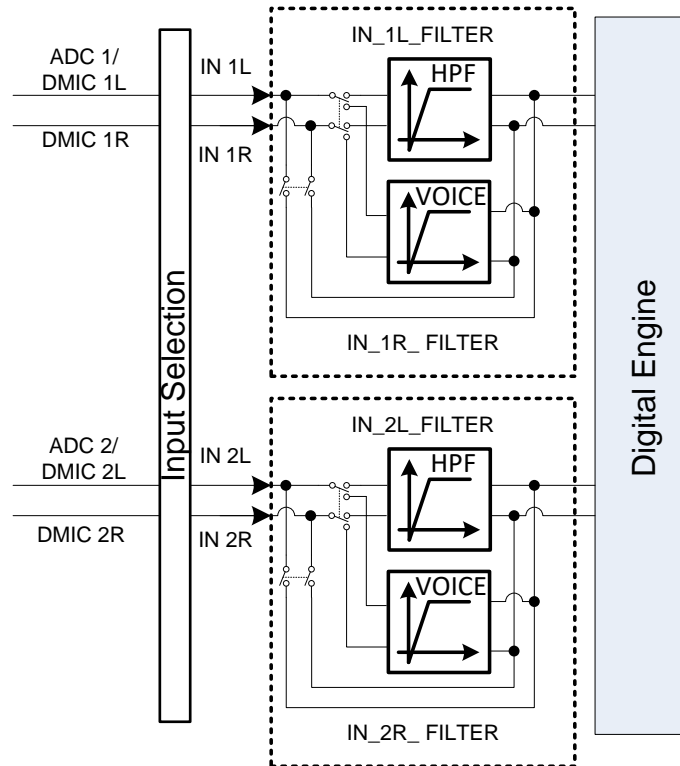 ADC 1/
DMIC 1L
DMIC 1R
Input Selection
IN 1L
IN 1R
IN_1L_FILTER
HPF
VOICE
IN_1R_ FILTER
ADC 2/
DMIC 2L
DMIC 2R
IN 2L
IN 2R
IN_2L_FILTER
HPF
VOICE
IN_2R_ FILTER
Digital Engine